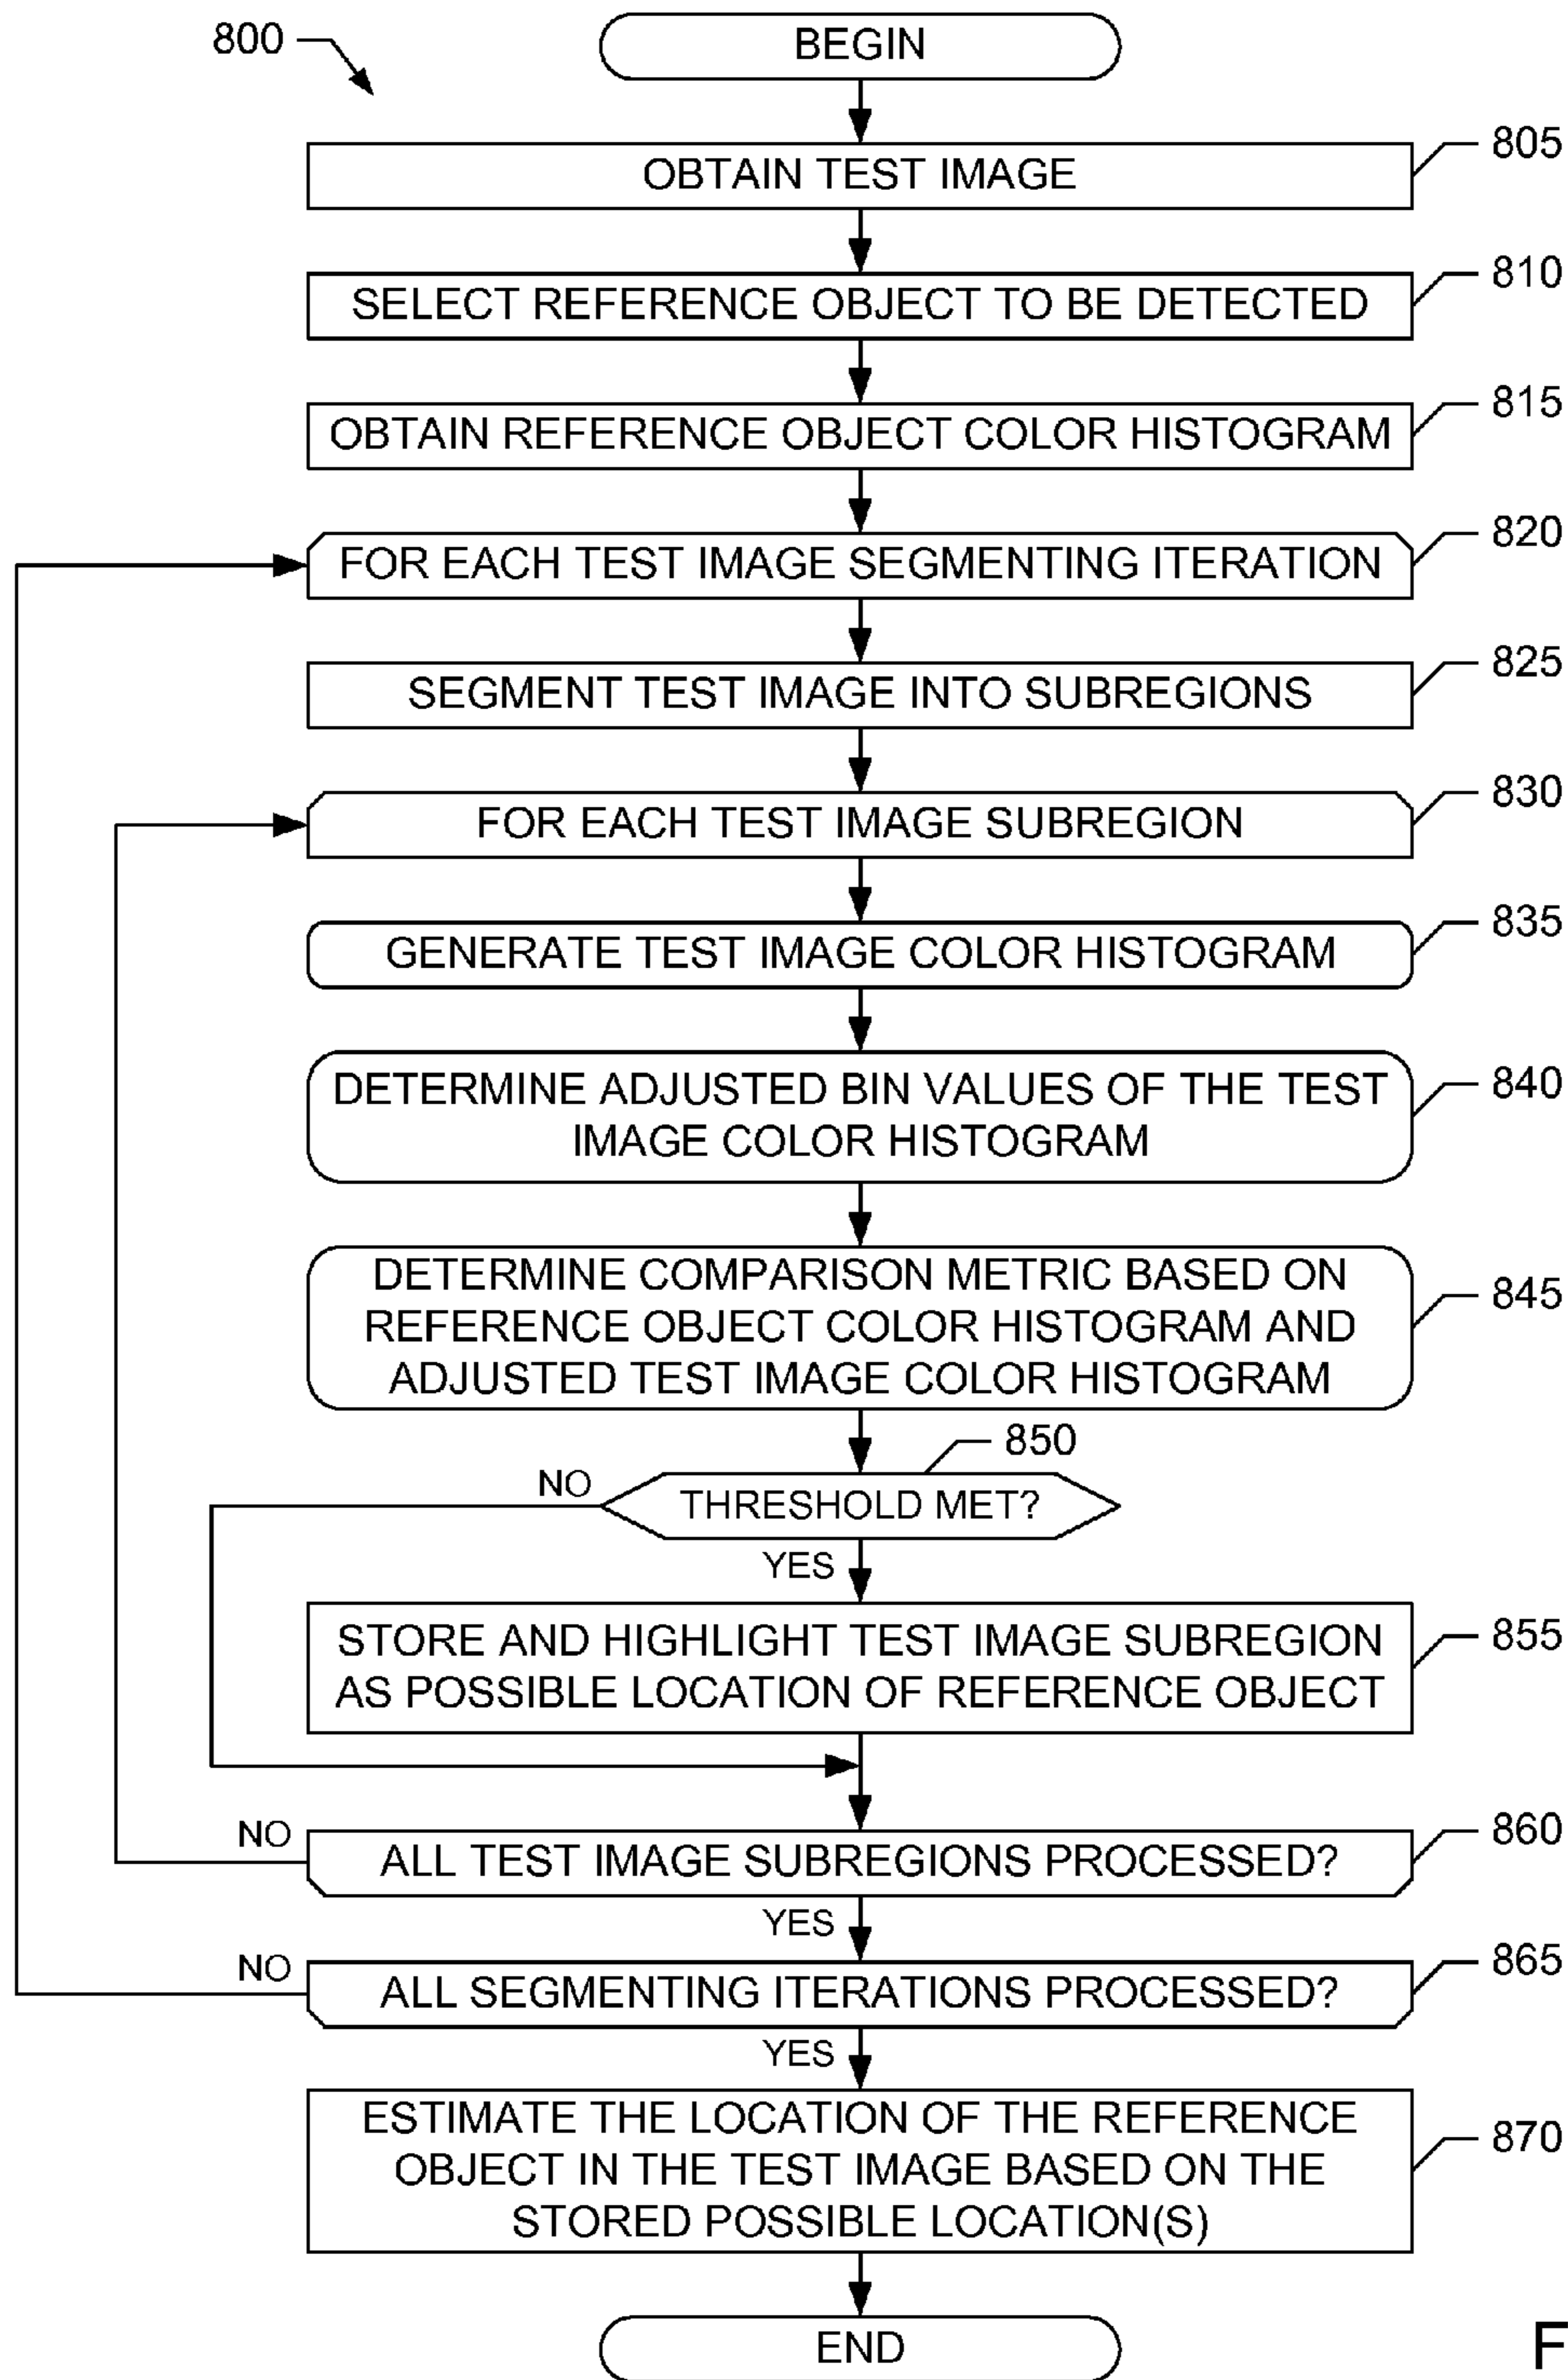 800
BEGIN
OBTAIN TEST IMAGE
805
SELECT REFERENCE OBJECT TO BE DETECTED
810
OBTAIN REFERENCE OBJECT COLOR HISTOGRAM
815
FOR EACH TEST IMAGE SEGMENTING ITERATION
820
SEGMENT TEST IMAGE INTO SUBREGIONS
825
FOR EACH TEST IMAGE SUBREGION
830
GENERATE TEST IMAGE COLOR HISTOGRAM
835
DETERMINE ADJUSTED BIN VALUES OF THE TEST
IMAGE COLOR HISTOGRAM
840
DETERMINE COMPARISON METRIC BASED ON
REFERENCE OBJECT COLOR HISTOGRAM AND
ADJUSTED TEST IMAGE COLOR HISTOGRAM
845
850
NO
THRESHOLD MET?
YES
STORE AND HIGHLIGHT TEST IMAGE SUBREGION
AS POSSIBLE LOCATION OF REFERENCE OBJECT
855
NO
ALL TEST IMAGE SUBREGIONS PROCESSED?
860
YES
NO
ALL SEGMENTING ITERATIONS PROCESSED?
865
YES
ESTIMATE THE LOCATION OF THE REFERENCE
OBJECT IN THE TEST IMAGE BASED ON THE
STORED POSSIBLE LOCATION(S)
870
END
F